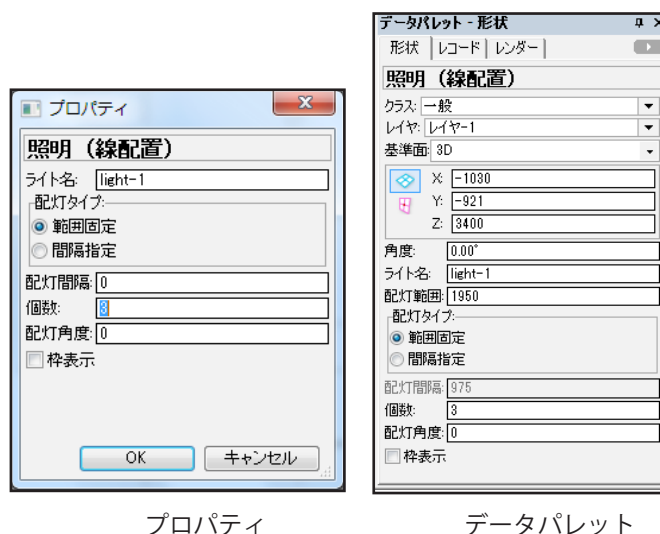 プロパティ
照明（線配置）
ライト名: light-1
配灯タイプ:
範囲固定
間隔指定
配灯間隔: 0
個数: 3
配灯角度: 0
枠表示
OK キャンセル
プロパティ
データパレット - 形状
形状 レコード レンダー
照明（線配置）
クラス: 一般
レイヤ: レイヤ-1
基準面: 3D
X: -1030
Y: -921
Z: 3400
角度: 0.00°
ライト名: light-1
配灯範囲: 1950
配灯タイプ:
範囲固定
間隔指定
配灯間隔: 975
個数: 3
配灯角度: 0
枠表示
データパレット